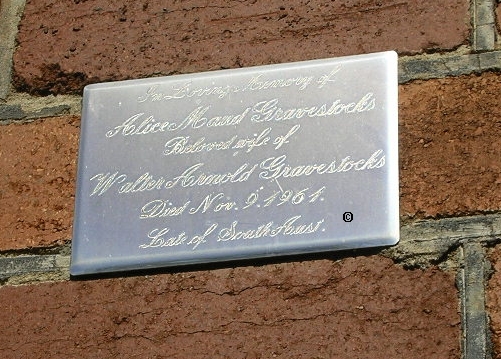 In Loving Memory of
Alice Maud Gravestocks
Beloved wife of
Walter Arnold Gravestocks
Died Nov. 9, 1961.
Late of South Aust.
©